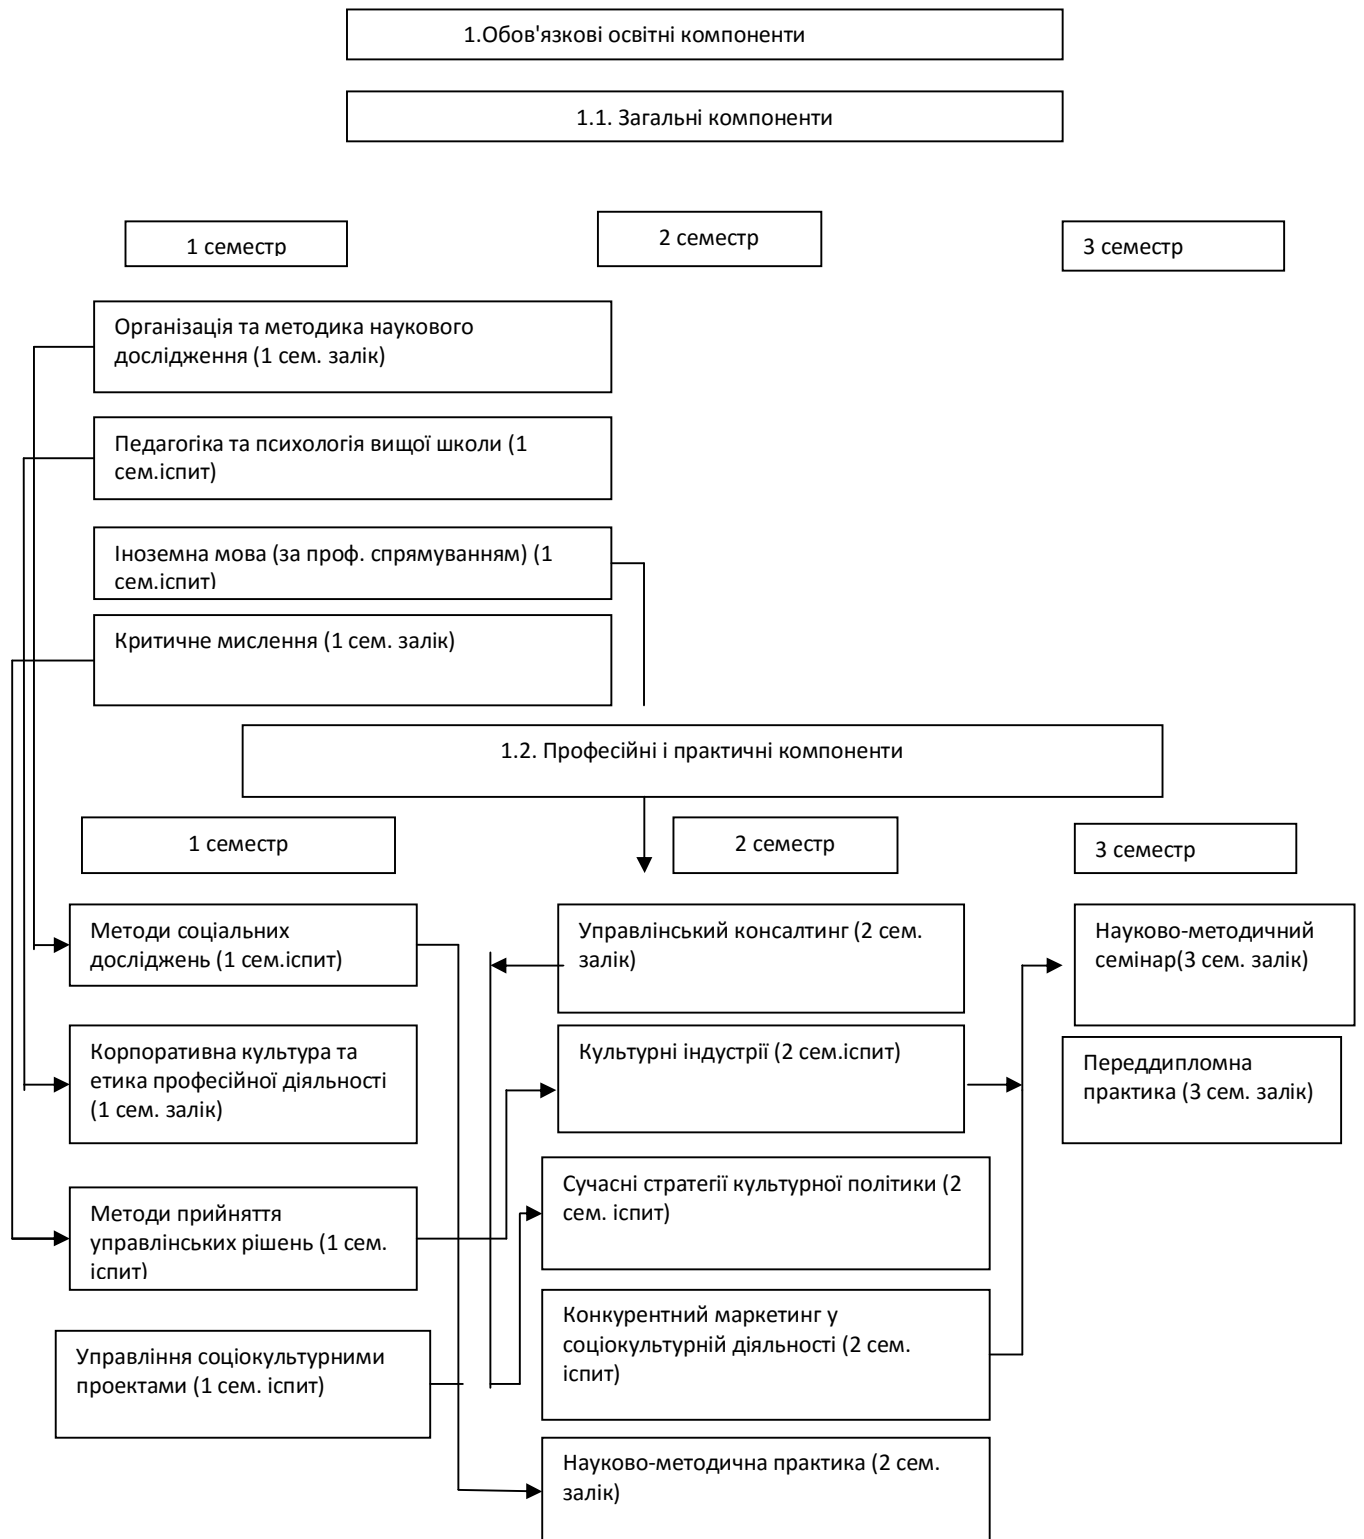 1.Обов'язкові освітні компоненти
1.1. Загальні компоненти
1 семестр
2 семестр
3 семестр
Організація та методика наукового
дослідження (1 сем. залік)
Педагогіка та психологія вищої школи (1
сем.іспит)
Іноземна мова (за проф. спрямуванням) (1
сем.іспит)
Критичне мислення (1 сем. залік)
1.2. Професійні і практичні компоненти
1 семестр
2 семестр
3 семестр
Методи соціальних
досліджень (1 сем.іспит)
Управлінський консалтинг (2 сем.
залік)
Науково-методичний
семінар(3 сем. залік)
Корпоративна культура та
етика професійної діяльності
(1 сем. залік)
Культурні індустрії (2 сем.іспит)
Переддипломна
практика (3 сем. залік)
Методи прийняття
управлінських рішень (1 сем.
іспит)
Сучасні стратегії культурної політики (2
сем. іспит)
Управління соціокультурними
проектами (1 сем. іспит)
Конкурентний маркетинг у
соціокультурній діяльності (2 сем.
іспит)
Науково-методична практика (2 сем.
залік)